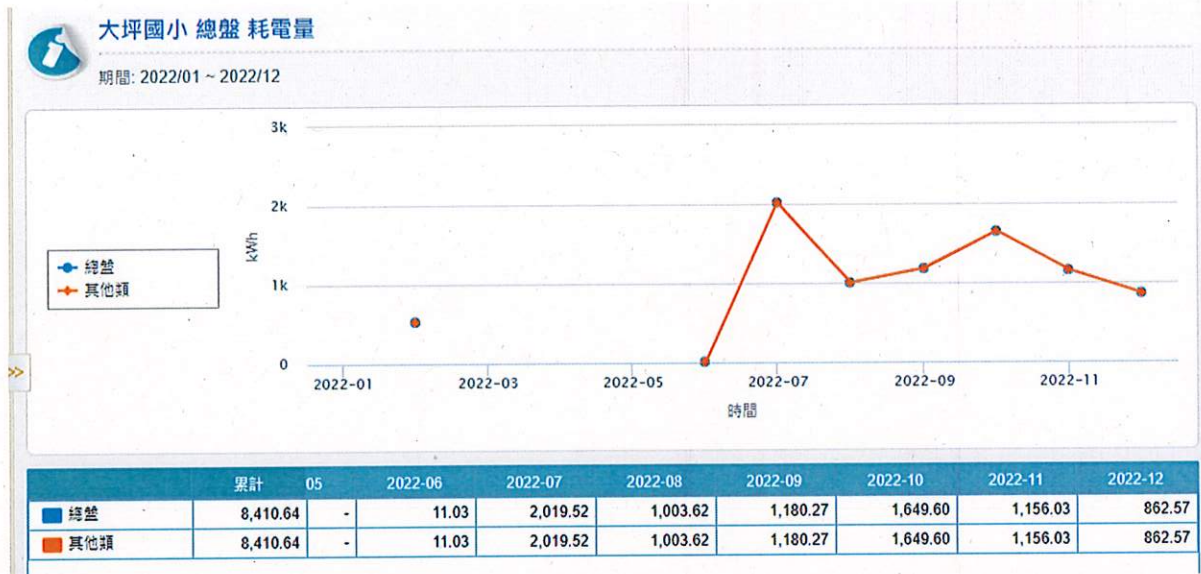 大坪國小 總盤 耗電量
期間: 2022/01 ~ 2022/12
3k
2k
1k
0
kWh
總盤
其他類
2022-01 2022-03 2022-05 2022-07 2022-09 2022-11
時間
>>
累計 05 2022-06 2022-07 2022-08 2022-09 2022-10 2022-11 2022-12
總盤 8,410.64 - 11.03 2,019.52 1,003.62 1,180.27 1,649.60 1,156.03 862.57
其他類 8,410.64 - 11.03 2,019.52 1,003.62 1,180.27 1,649.60 1,156.03 862.57